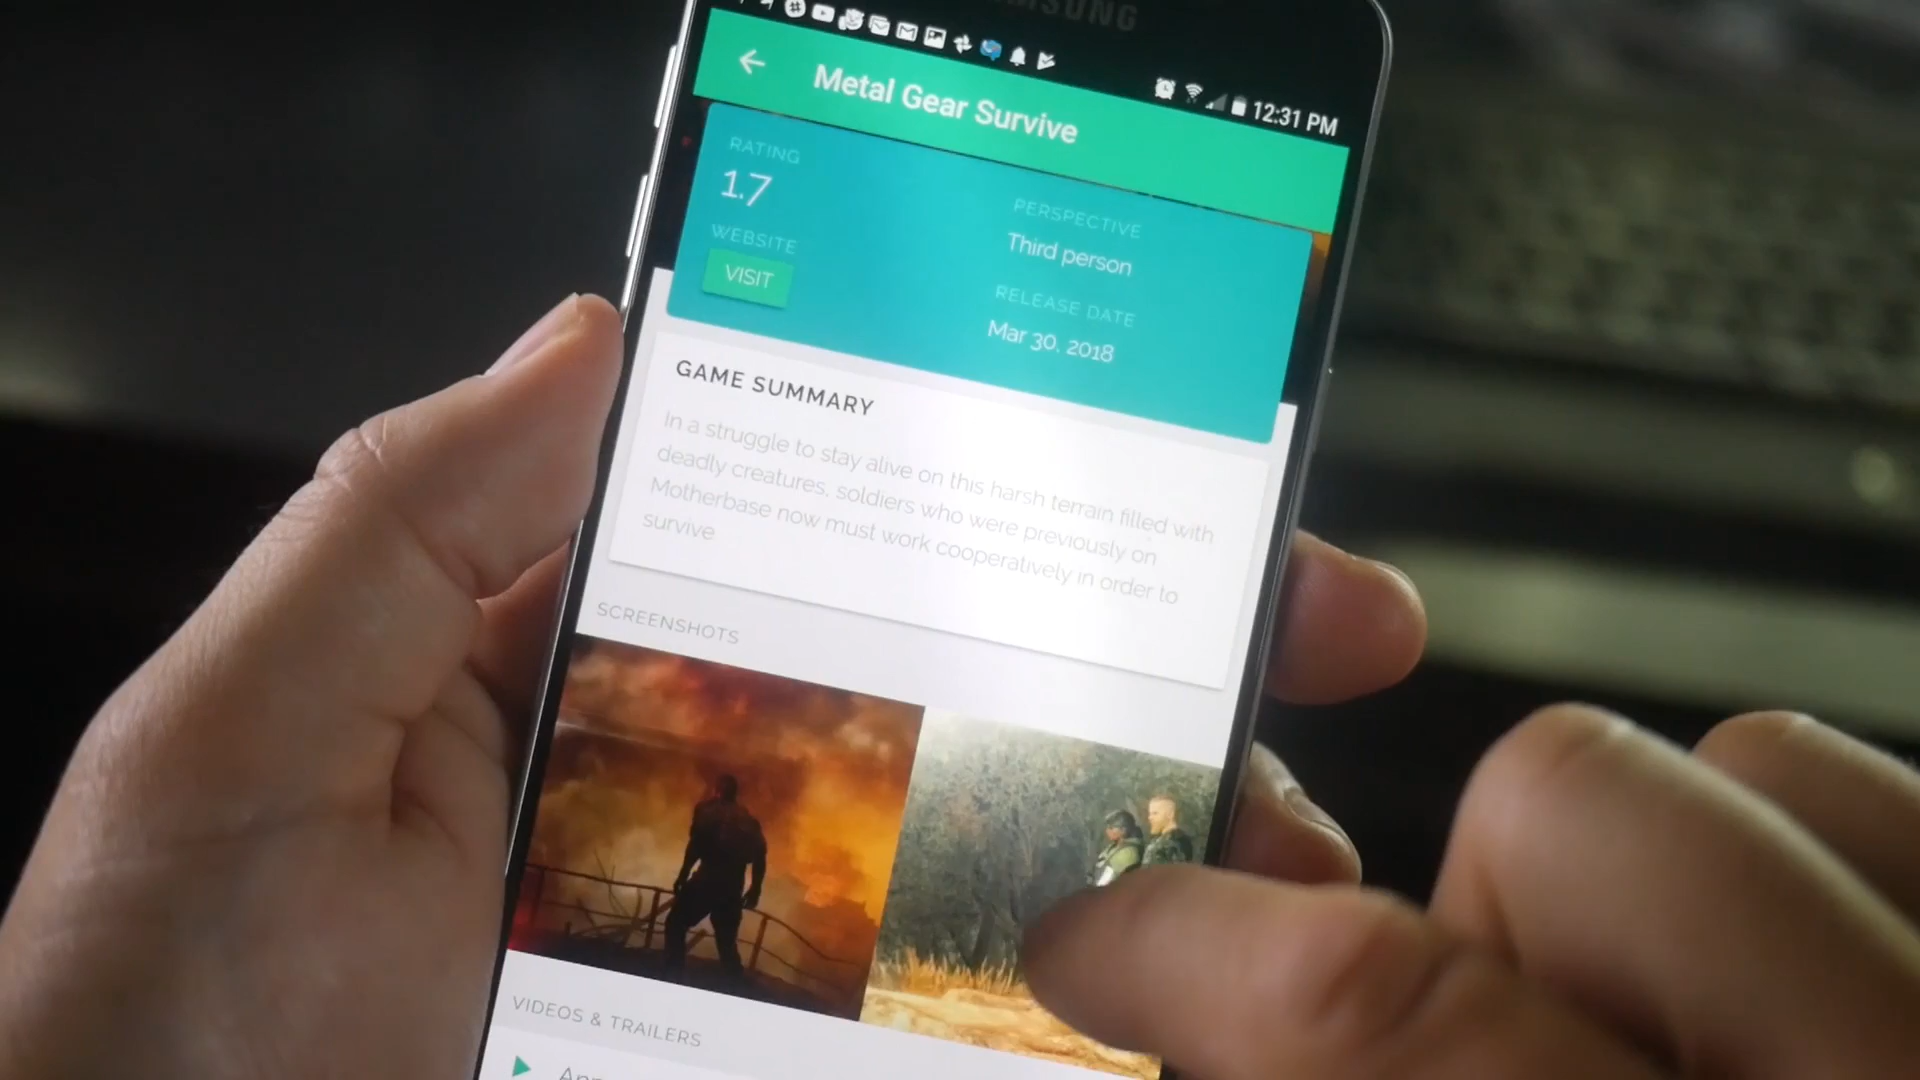 SAMSUNG
12:31 PM
Metal Gear Survive
RATING
1.7
WEBSITE
VISIT
PERSPECTIVE
Third person
RELEASE DATE
Mar 30, 2018
GAME SUMMARY
In a struggle to stay alive on this harsh terrain filled with
deadly creatures, soldiers who were previously on
Motherbase now must work cooperatively in order to
survive
SCREENSHOTS
VIDEOS & TRAILERS